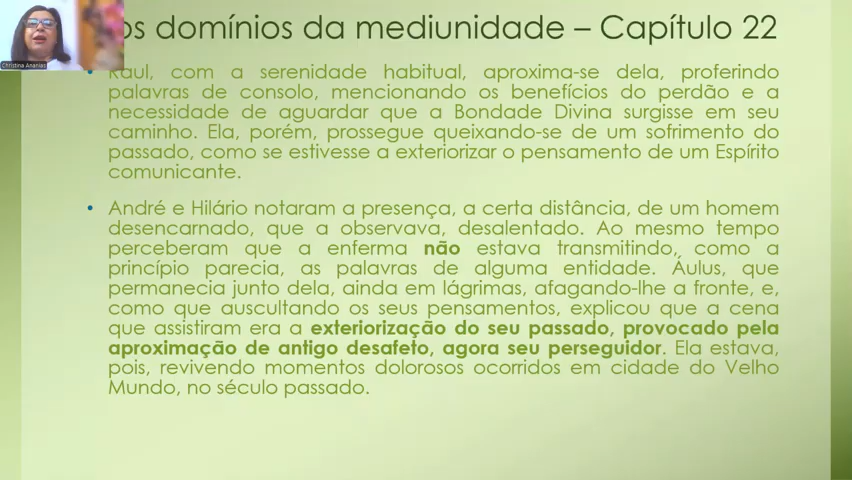 os domínios da mediunidade – Capítulo 22
Christina Ananias
• Raul, com a serenidade habitual, aproxima-se dela, proferindo
palavras de consolo, mencionando os benefícios do perdão e a
necessidade de aguardar que a Bondade Divina surgisse em seu
caminho. Ela, porém, prossegue queixando-se de um sofrimento do
passado, como se estivesse a exteriorizar o pensamento de um Espírito
comunicante.
• André e Hilário notaram a presença, a certa distância, de um homem
desencarnado, que a observava, desalentado. Ao mesmo tempo
perceberam que a enferma não estava transmitindo, como a
princípio parecia, as palavras de alguma entidade. Áulus, que
permanecia junto dela, ainda em lágrimas, afagando-lhe a fronte, e,
como que auscultando os seus pensamentos, explicou que a cena
que assistiram era a exteriorização do seu passado, provocado pela
aproximação de antigo desafeto, agora seu perseguidor. Ela estava,
pois, revivendo momentos dolorosos ocorridos em cidade do Velho
Mundo, no século passado.